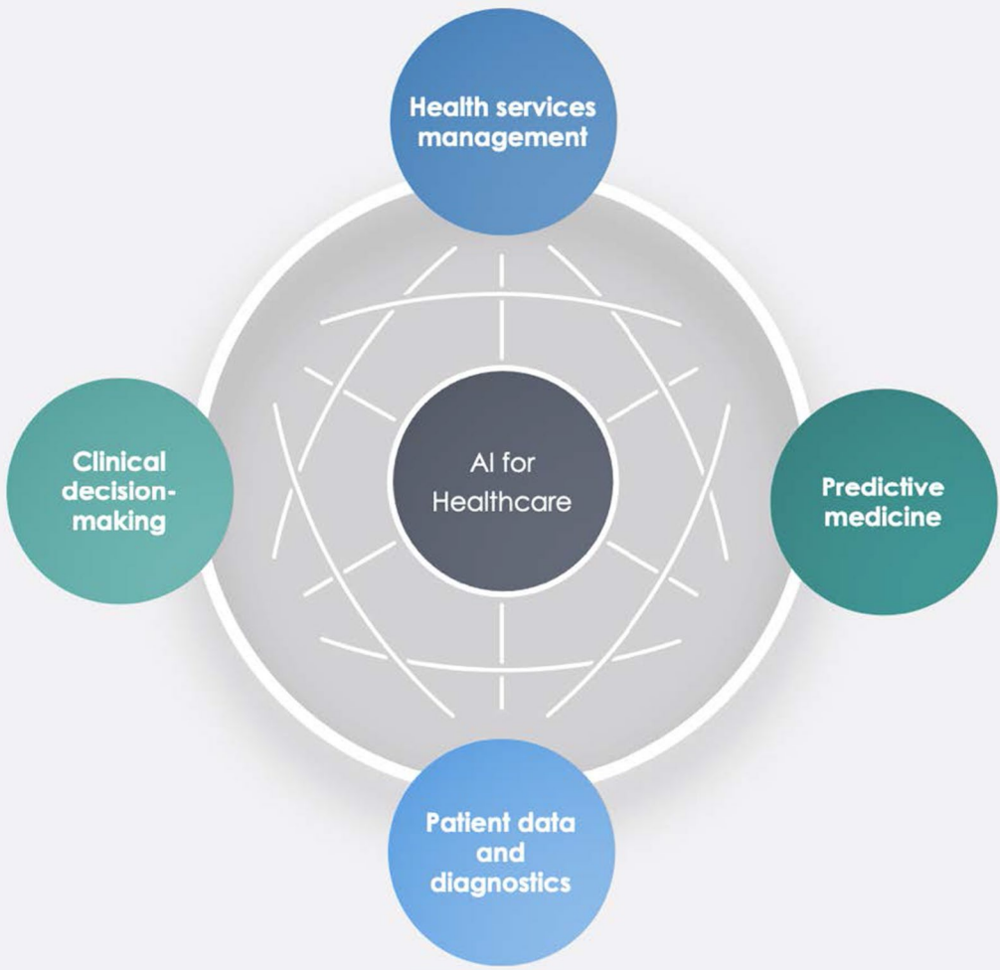 Health services
management
Clinical
decision-
making
AI for
Healthcare
Predictive
medicine
Patient data
and
diagnostics